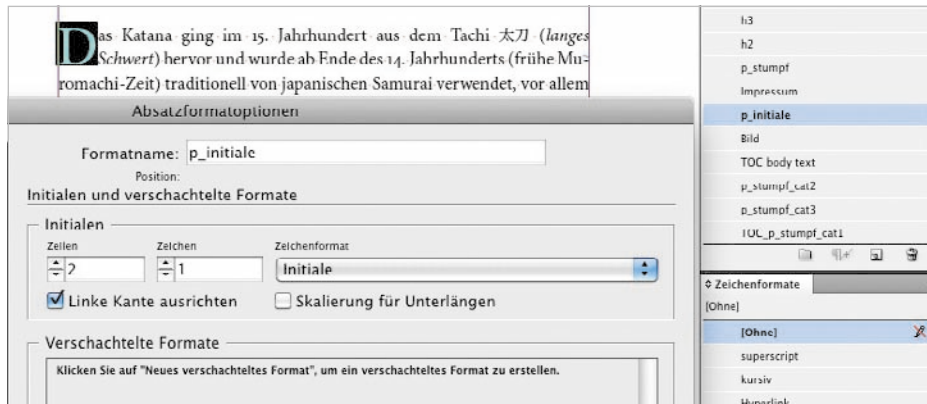 Das Katana ging im 15. Jahrhundert aus dem Tachi 太刀 (langes
Schwert) hervor und wurde ab Ende des 14. Jahrhunderts (frühe Mu-
romachi-Zeit) traditionell von japanischen Samurai verwendet, vor allem
Absatzformatoptionen
Formatname: p_initiale
Position:
Initialen und verschachtelte Formate
Initialen
Zeilen Zeichen Zeichenformat
2 1 Initiale
Linke Kante ausrichten Skalierung für Unterlängen
Verschachtelte Formate
Klicken Sie auf "Neues verschachteltes Format", um ein verschachteltes Format zu erstellen.
h3
h2
p_stumpf
Impressum
p_initiale
Bild
TOC body text
p_stumpf_cat2
p_stumpf_cat3
TOC_p_stumpf_cat1
Zeichenformate
[Ohne]
[Ohne]
superscript
kursiv
Hyperlink